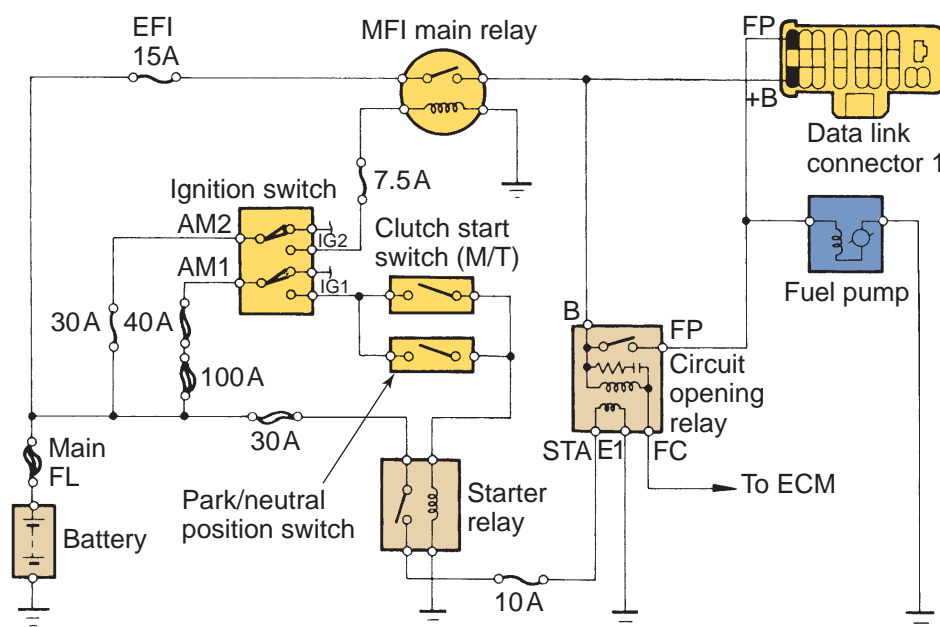 EFI
15A
MFI main relay
FP
+B
Data link
connector 1
7.5A
Ignition switch
AM2
IG2
Clutch start
switch (M/T)
AM1
IG1
Fuel pump
30A
40A
B
FP
100A
Circuit
opening
relay
30A
Main
FL
STA
E1
FC
Park/neutral
position switch
Starter
relay
To ECM
Battery
10A